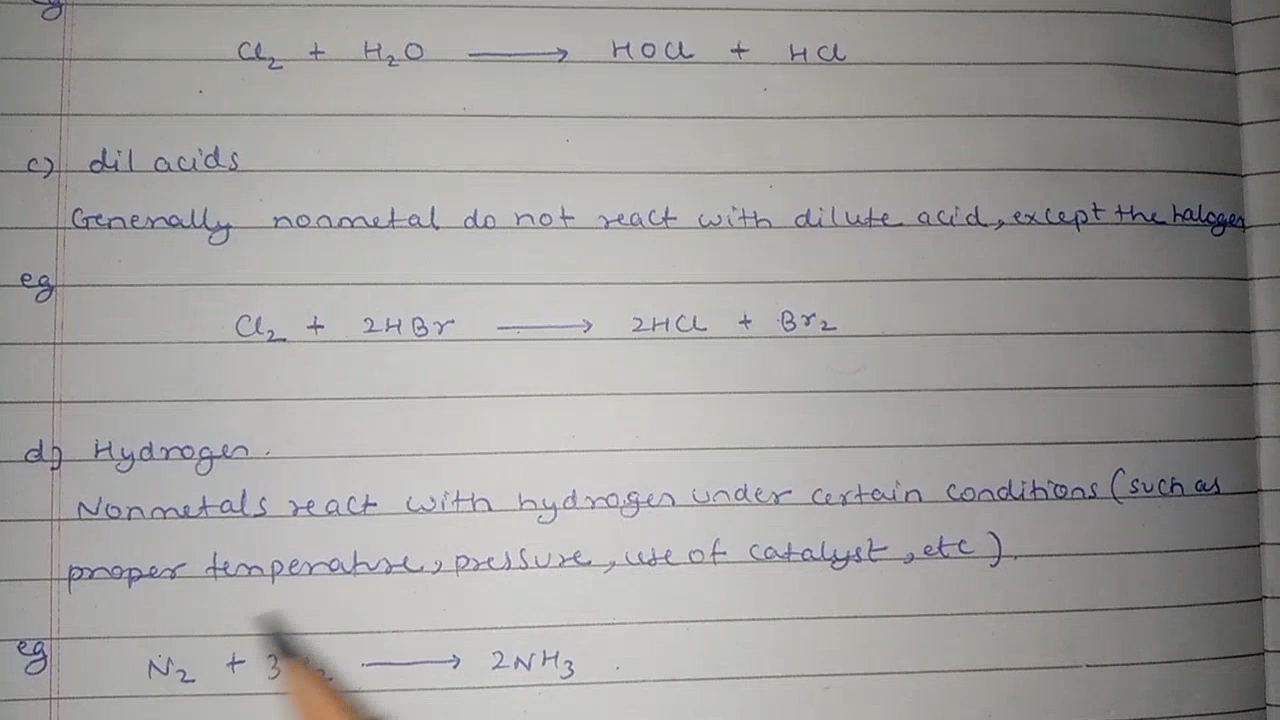 Cl₂ + H₂O ⟶ HOCl + HCl
c) dil acids
Generally nonmetal do not react with dilute acid, except the halogen
eg
Cl₂ + 2HBr ⟶ 2HCl + Br₂
d) Hydrogen.
Nonmetals react with hydrogen under certain conditions (such as
proper temperature, pressure, use of catalyst, etc).
eg N₂ + 3 ₂ ⟶ 2NH₃.